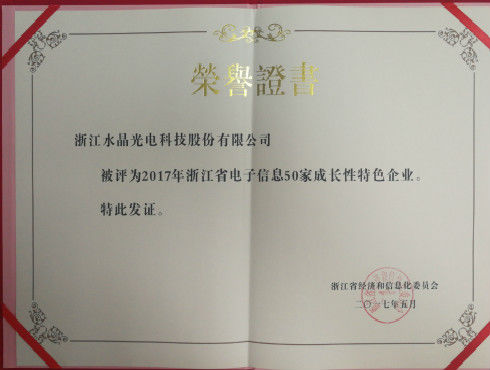 榮譽證書
浙江水晶光电科技股份有限公司
被评为2017年浙江省电子信息50家成长性特色企业。
特此发证。
浙江省经济和信息化委员会
二〇一七年五月